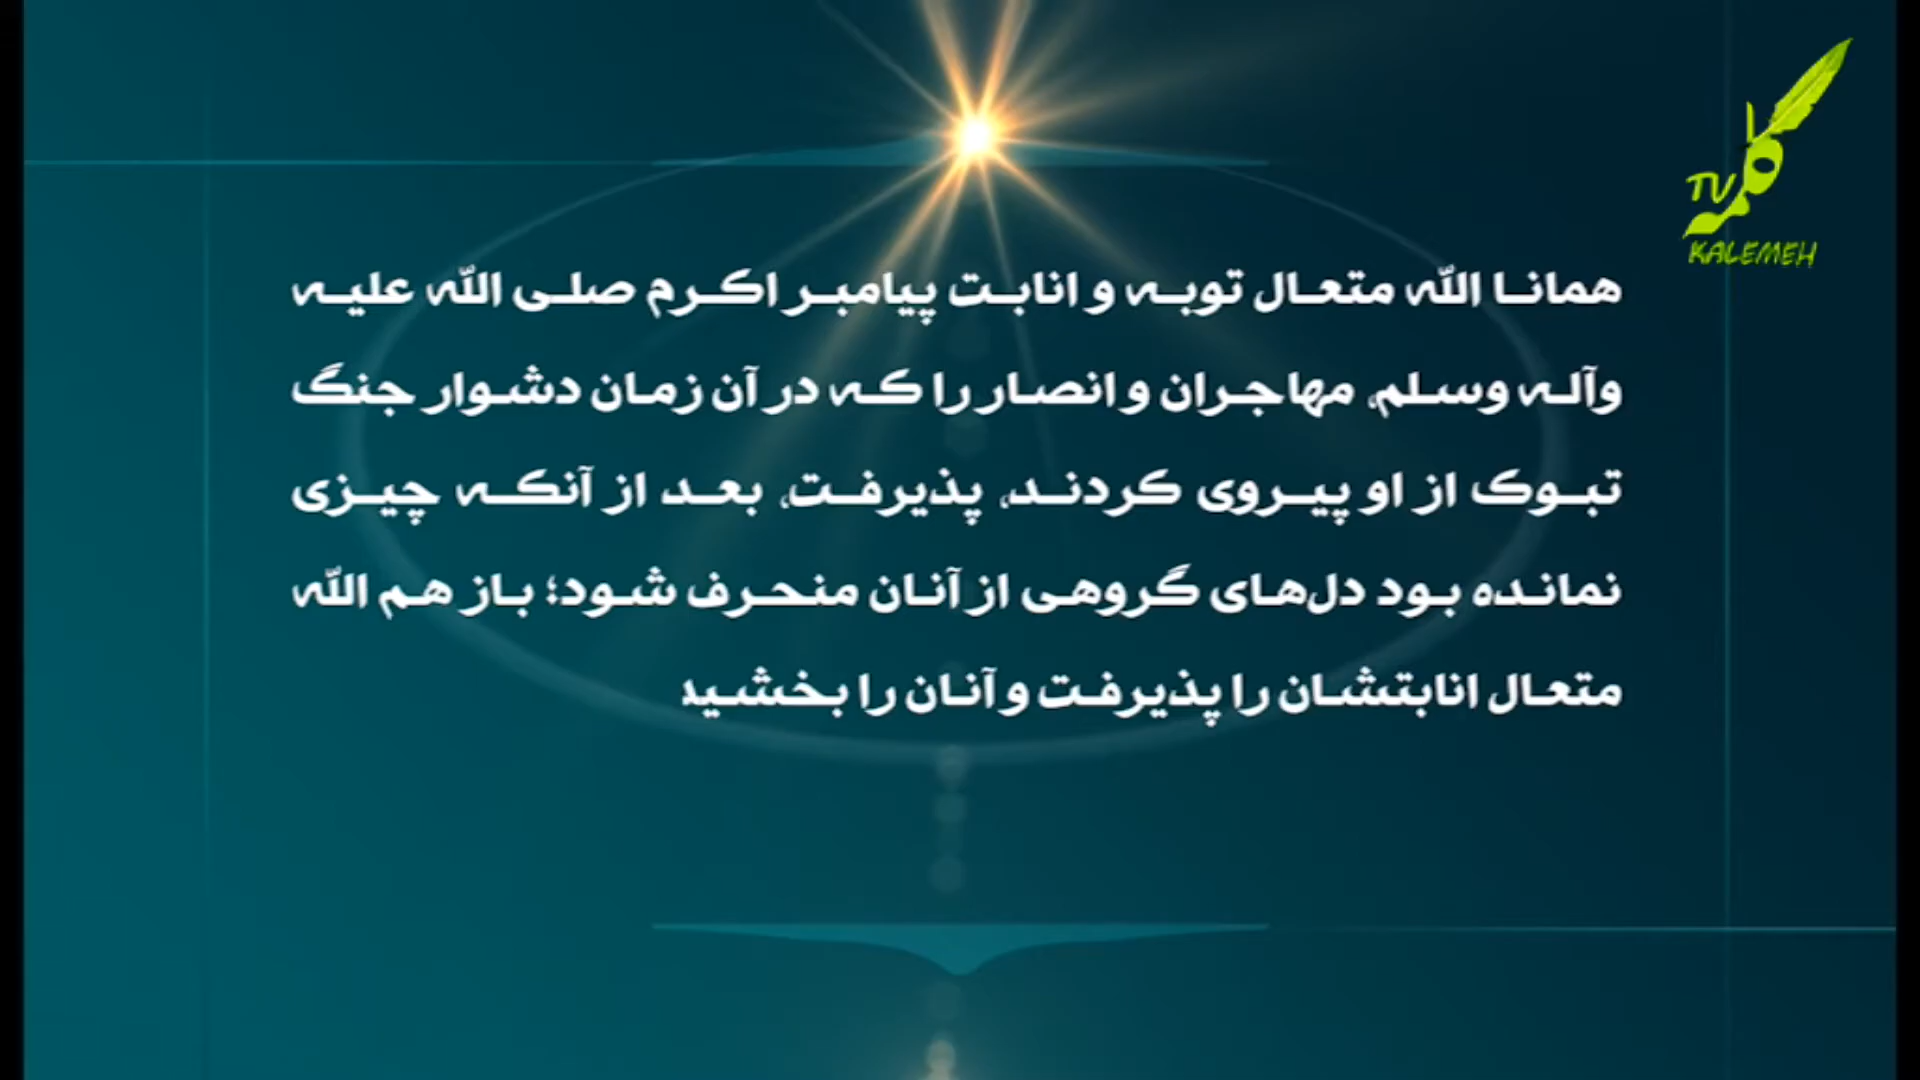 همانا الله متعال توبه و انابت پیامبر اکرم صلی الله علیه
وآله وسلم، مهاجران و انصار را که در آن زمان دشوار جنگ
تبوک از او پیروی کردند، پذیرفت، بعد از آنکه چیزی
نمانده بود دل‌های گروهی از آنان منحرف شود؛ باز هم الله
متعال انابتشان را پذیرفت و آنان را بخشید
کلمه
TV
KALEMEH